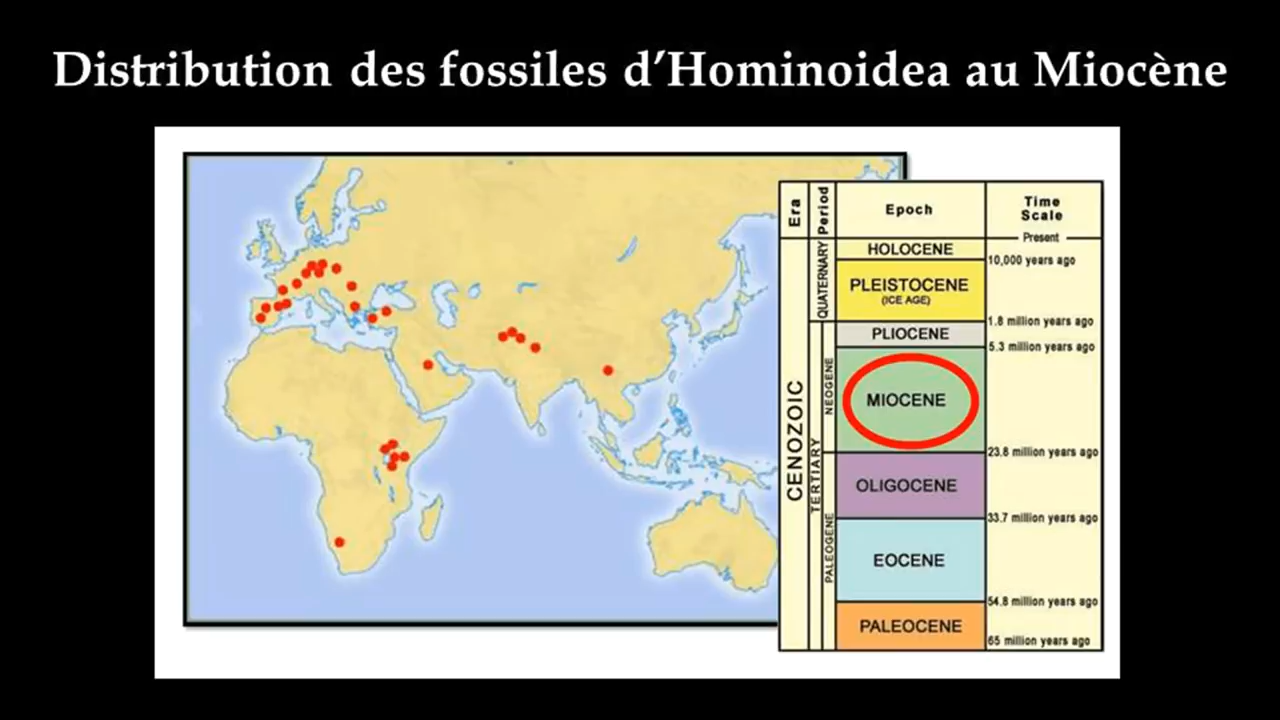 Distribution des fossiles d’Hominoidea au Miocène
Era
Period
Epoch
Time
Scale
Present
CENOZOIC
QUATERNARY
TERTIARY
NEOGENE
PALEOGENE
HOLOCENE
10,000 years ago
PLEISTOCENE
(ICE AGE)
1.8 million years ago
PLIOCENE
5.3 million years ago
MIOCENE
23.8 million years ago
OLIGOCENE
33.7 million years ago
EOCENE
54.8 million years ago
PALEOCENE
65 million years ago